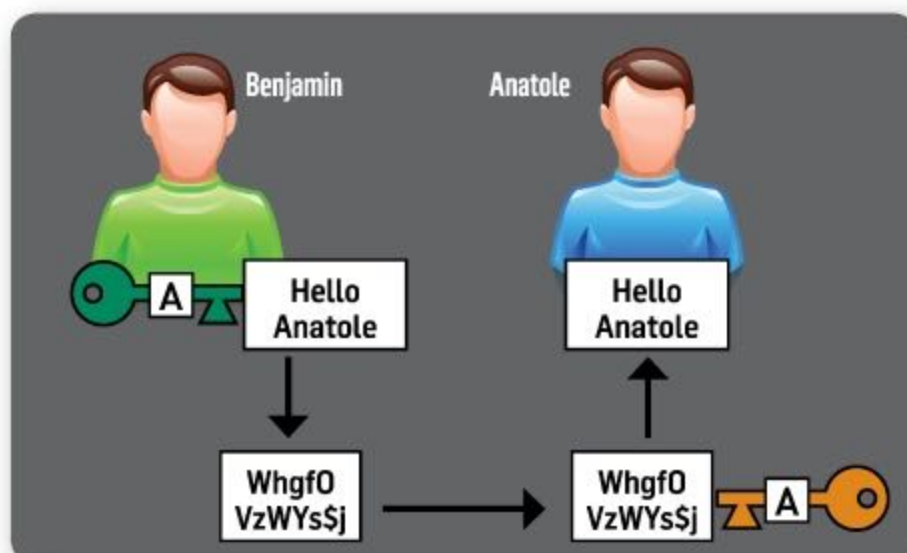 Benjamin
Anatole
A
Hello
Anatole
Hello
Anatole
WhgfO
VzWYs$j
WhgfO
VzWYs$j
A